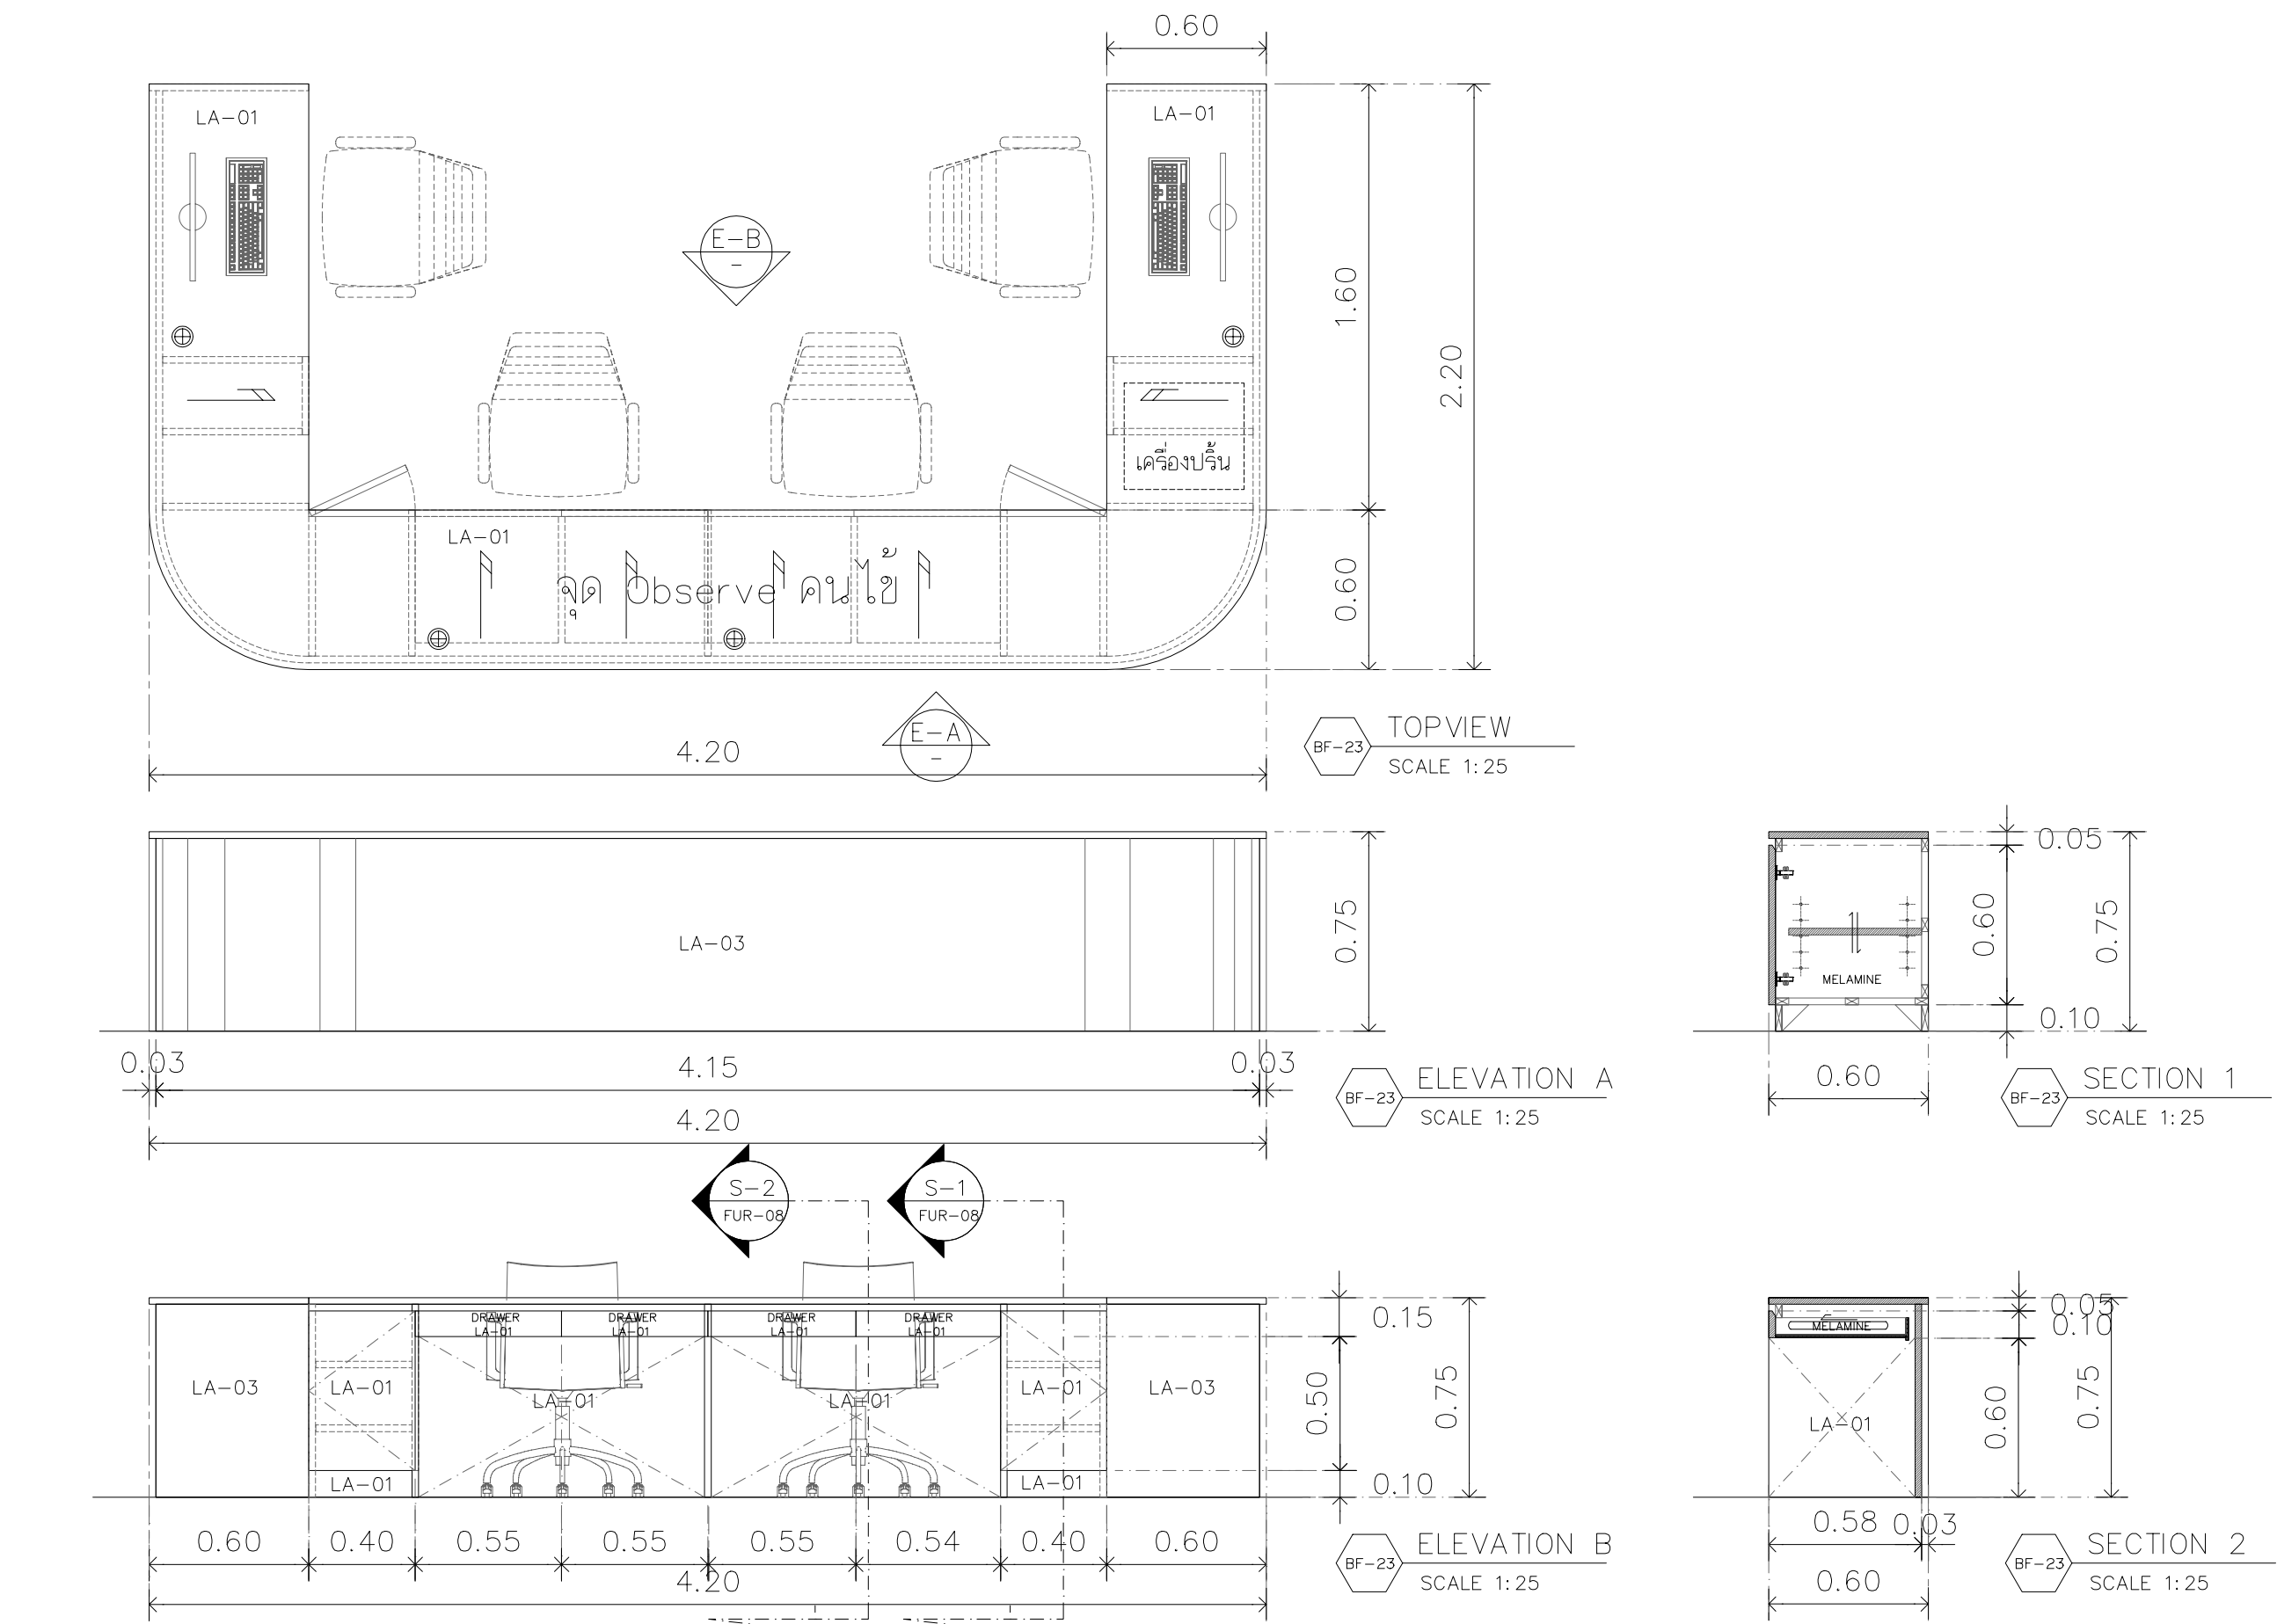 0.60
LA-01
LA-01
E-B
-
1.60
2.20
เครื่องปริ้น
LA-01
จุด Observe คนไข้
0.60
E-A
-
4.20
BF-23
TOPVIEW
SCALE 1:25
LA-03
0.75
0.03
4.15
0.03
4.20
BF-23
ELEVATION A
SCALE 1:25
0.05
0.60
0.75
MELAMINE
0.10
0.60
BF-23
SECTION 1
SCALE 1:25
S-2
FUR-08
S-1
FUR-08
DRAWER
LA-01
DRAWER
LA-01
DRAWER
LA-01
DRAWER
LA-01
0.15
LA-03
LA-01
LA-01
LA-01
LA-01
LA-03
0.50
0.75
LA-01
LA-01
0.10
0.60
0.40
0.55
0.55
0.55
0.54
0.40
0.60
4.20
BF-23
ELEVATION B
SCALE 1:25
0.05
0.10
MELAMINE
LA-01
0.60
0.75
0.58
0.03
0.60
BF-23
SECTION 2
SCALE 1:25